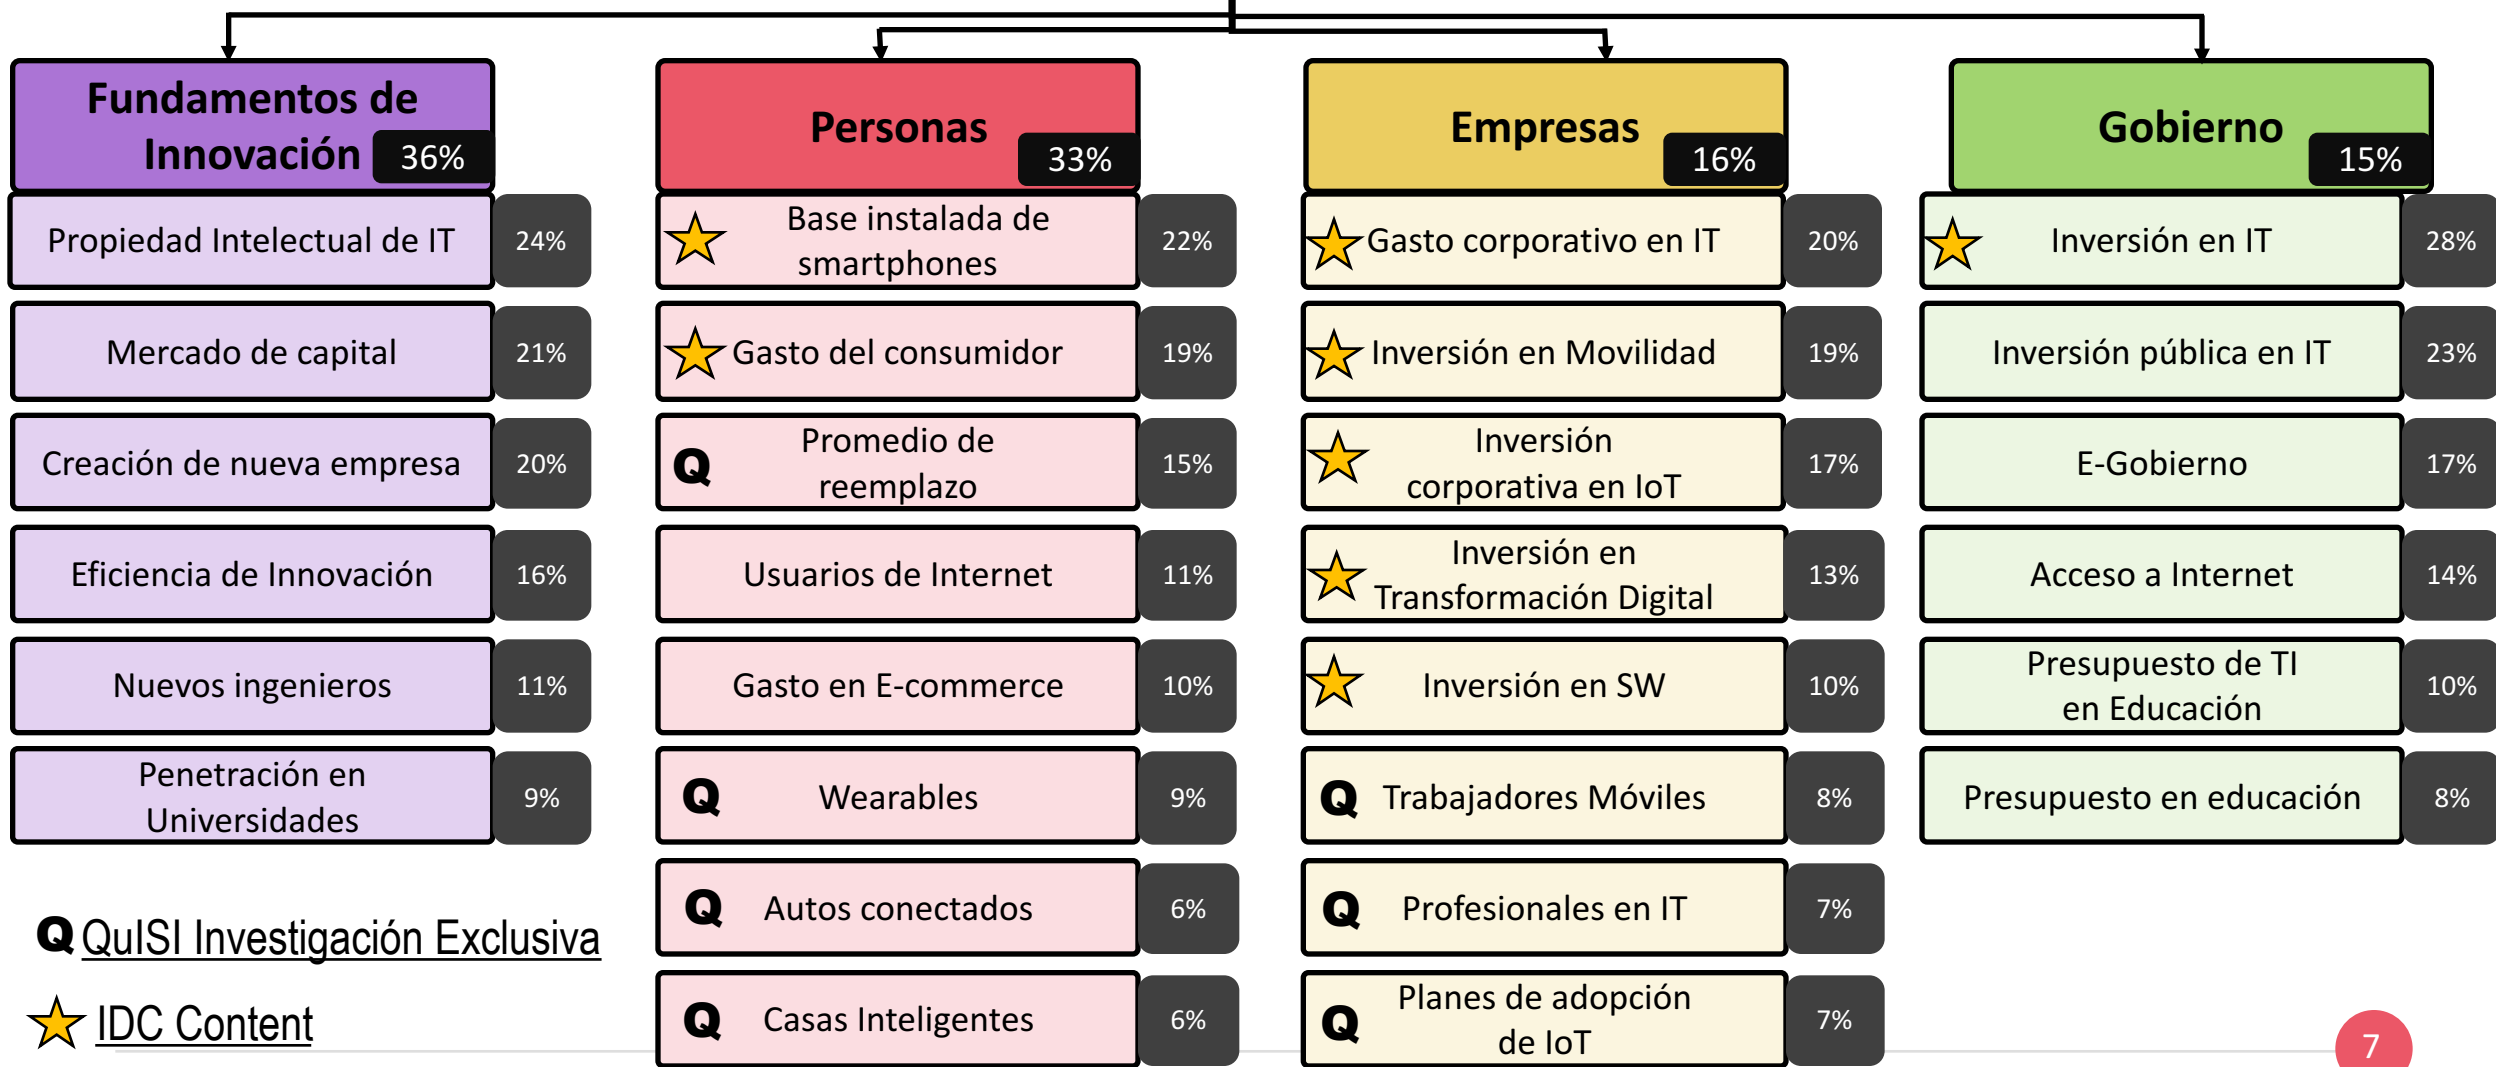 Fundamentos de
Innovación 36%
Propiedad Intelectual de IT 24%
Mercado de capital 21%
Creación de nueva empresa 20%
Eficiencia de Innovación 16%
Nuevos ingenieros 11%
Penetración en
Universidades 9%
Personas 33%
Base instalada de
smartphones 22%
Gasto del consumidor 19%
Q Promedio de
reemplazo 15%
Usuarios de Internet 11%
Gasto en E-commerce 10%
Q Wearables 9%
Q Autos conectados 6%
Q Casas Inteligentes 6%
Empresas 16%
Gasto corporativo en IT 20%
Inversión en Movilidad 19%
Inversión
corporativa en IoT 17%
Inversión en
Transformación Digital 13%
Inversión en SW 10%
Q Trabajadores Móviles 8%
Q Profesionales en IT 7%
Q Planes de adopción
de IoT 7%
Gobierno 15%
Inversión en IT 28%
Inversión pública en IT 23%
E-Gobierno 17%
Acceso a Internet 14%
Presupuesto de TI
en Educación 10%
Presupuesto en educación 8%
Q QuISI Investigación Exclusiva
IDC Content
7